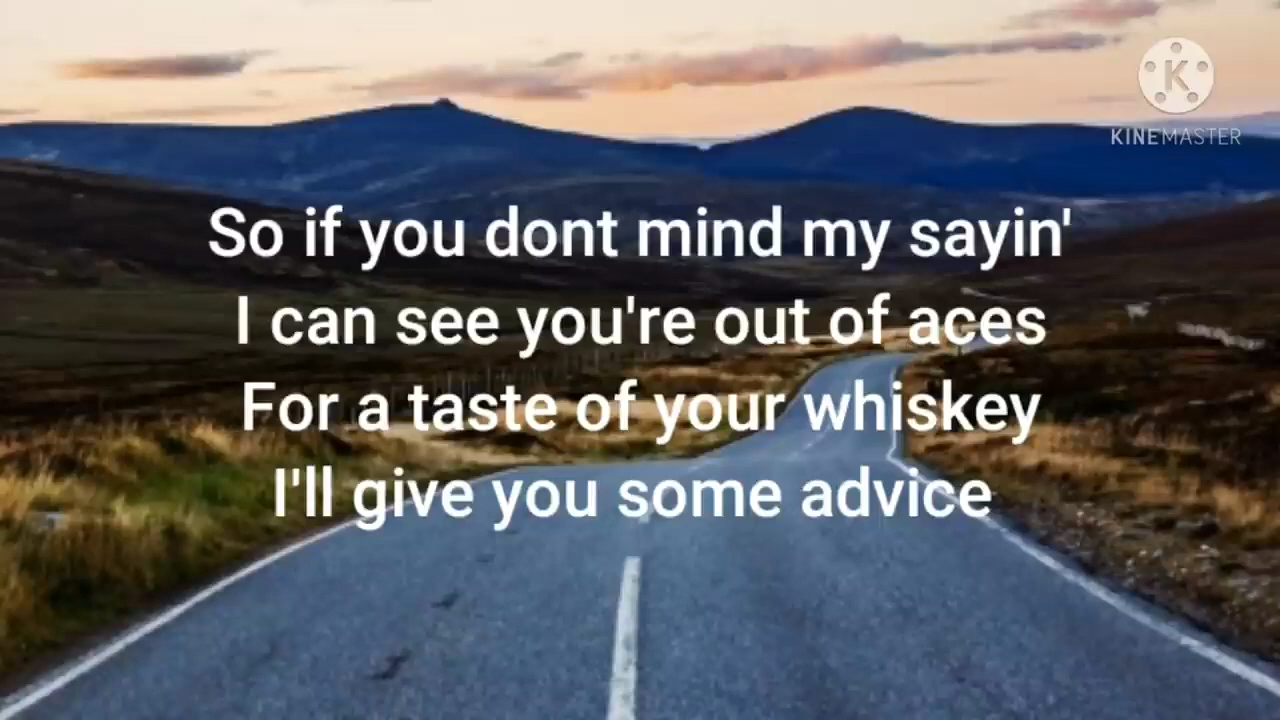 K
KINEMASTER
So if you dont mind my sayin'
I can see you're out of aces
For a taste of your whiskey
I'll give you some advice